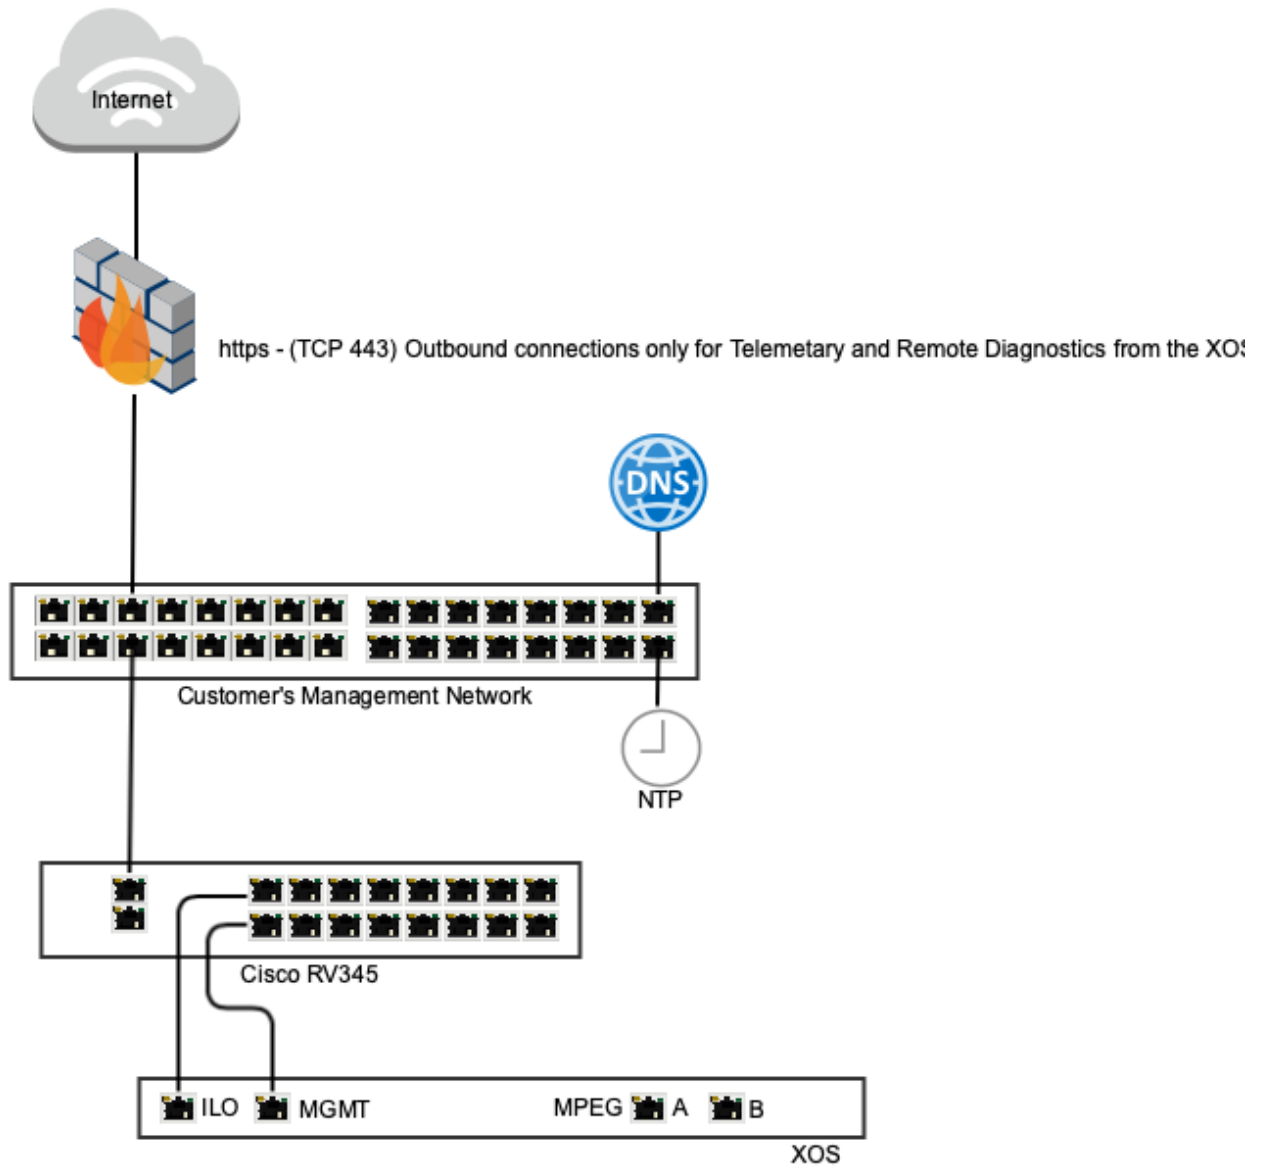 Internet
https - (TCP 443) Outbound connections only for Telemetary and Remote Diagnostics from the XOS
DNS
Customer's Management Network
NTP
Cisco RV345
ILO MGMT MPEG A B
XOS